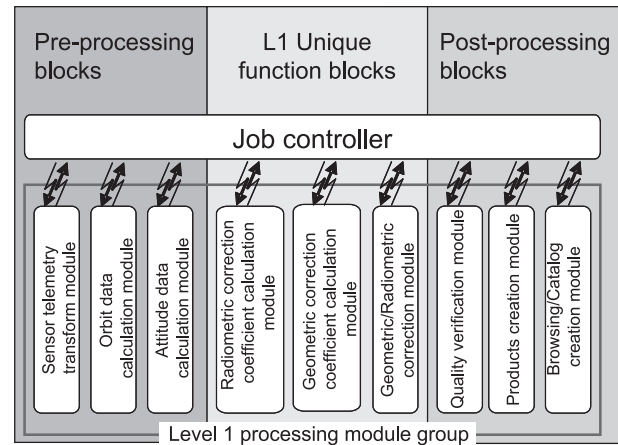 Pre-processing
blocks
L1 Unique
function blocks
Post-processing
blocks
Job controller
Sensor telemetry
transform module
Orbit data
calculation module
Attitude data
calculation module
Radiometric correction
coefficient calculation
module
Geometric correction
coefficient calculation
module
Geometric/Radiometric
correction module
Quality verification module
Products creation module
Browsing/Catalog
creation module
Level 1 processing module group